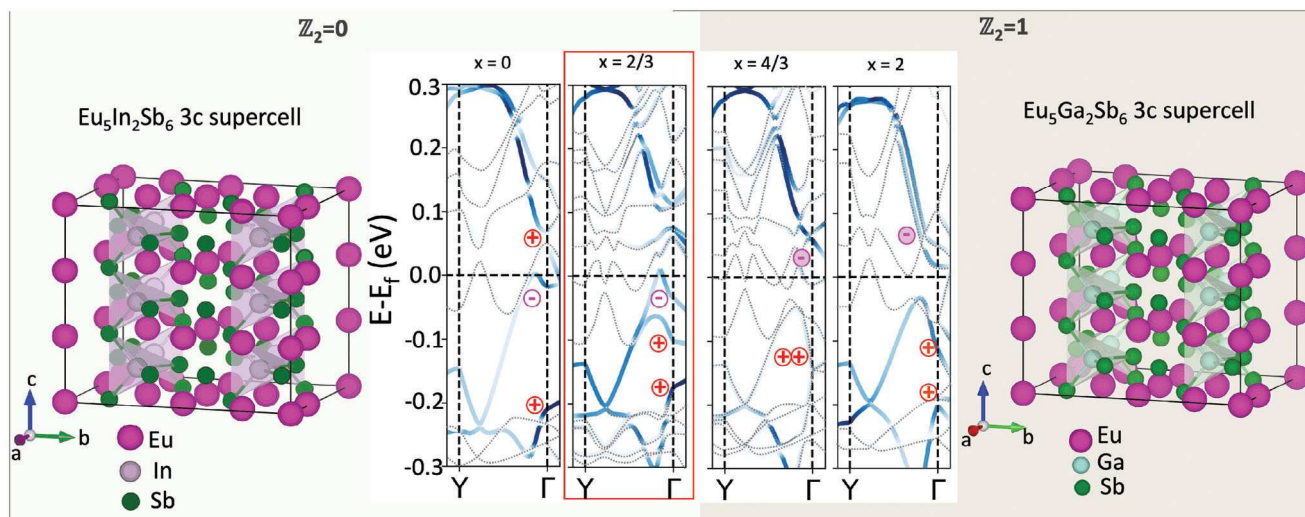 ℤ₂=0
ℤ₂=1
x = 0
x = 2/3
x = 4/3
x = 2
Eu₅In₂Sb₆ 3c supercell
Eu₅Ga₂Sb₆ 3c supercell
E-E_f (eV)
0.3
0.2
0.1
0.0
-0.1
-0.2
-0.3
+
-
+
-
+
+
-
++
-
+
+
Y
Γ
Y
Γ
Y
Γ
Y
Γ
c
b
a
Eu
In
Sb
c
b
a
Eu
Ga
Sb